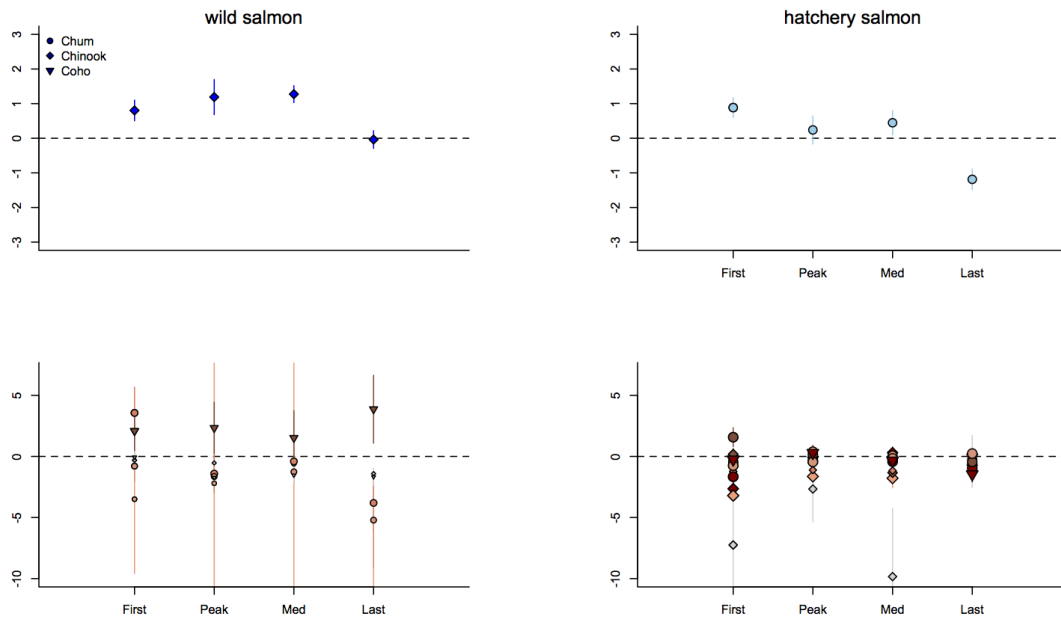 wild salmon
3
2
1
0
-1
-2
-3
Chum
Chinook
Coho
hatchery salmon
3
2
1
0
-1
-2
-3
First Peak Med Last
5
0
-5
-10
First Peak Med Last
5
0
-5
-10
First Peak Med Last